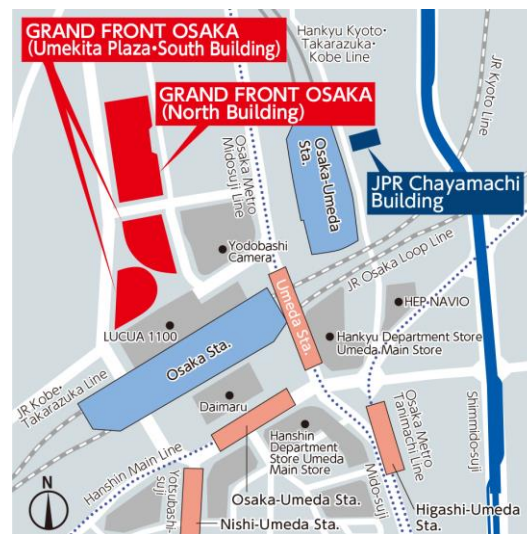 GRAND FRONT OSAKA
(Umekita Plaza・South Building)
Hankyu Kyoto・
Takarazuka・
Kobe Line
JR Kyoto Line
GRAND FRONT OSAKA
(North Building)
Osaka Metro
Midosuji Line
Osaka-Umeda
Sta.
JPR Chayamachi
Building
Yodobashi
Camera
JR Osaka Loop Line
Umeda Sta.
HEP NAVIO
LUCUA 1100
Osaka Sta.
Hankyu Department Store
Umeda Main Store
JR Kobe・
Takarazuka Line
Daimaru
Hanshin Main Line
Hanshin
Department
Store Umeda
Main Store
Osaka Metro
Tanimachi Line
Shimmido-suji
Yotsubashi-
suji
Osaka-Umeda Sta.
Mido-suji
Higashi-Umeda
Sta.
N
Nishi-Umeda Sta.